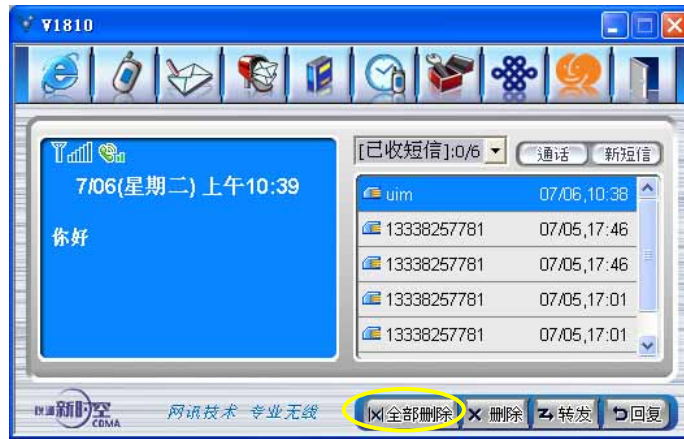 V1810
[已收短信]:0/6 通话 新短信
7/06(星期二) 上午10:39
你好
uim 07/06,10:38
13338257781 07/05,17:46
13338257781 07/05,17:46
13338257781 07/05,17:01
13338257781 07/05,17:01
联通新时空 CDMA
网讯技术 专业无线
全部删除 删除 转发 回复